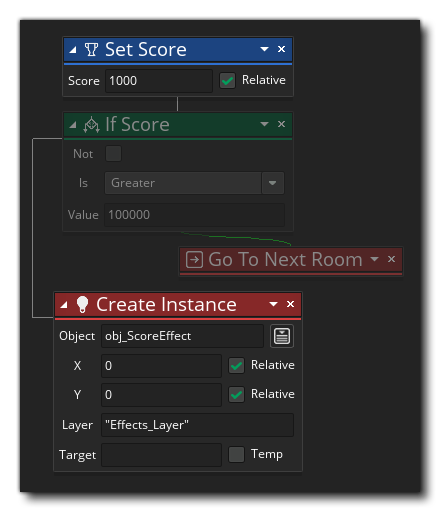 Set Score
Score 1000 Relative
If Score
Not
Is Greater
Value 100000
Go To Next Room
Create Instance
Object obj_ScoreEffect
X 0 Relative
Y 0 Relative
Layer "Effects_Layer"
Target Temp